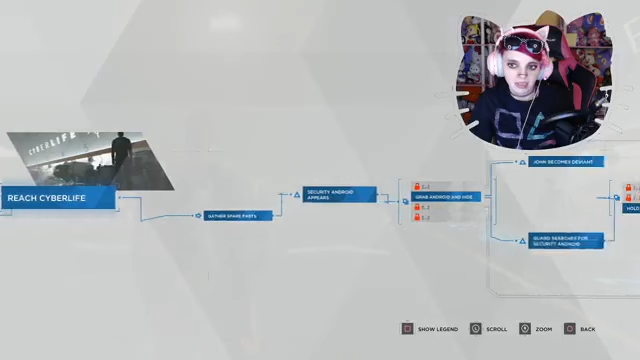 CYBERLIFE
REACH CYBERLIFE
GATHER SPARE PARTS
SECURITY ANDROID
APPEARS
GRAB ANDROID AND HIDE
JOHN BECOMES DEVIANT
GUARD SEARCHES FOR
SECURITY ANDROID
HOLD
SHOW LEGEND
SCROLL
ZOOM
BACK